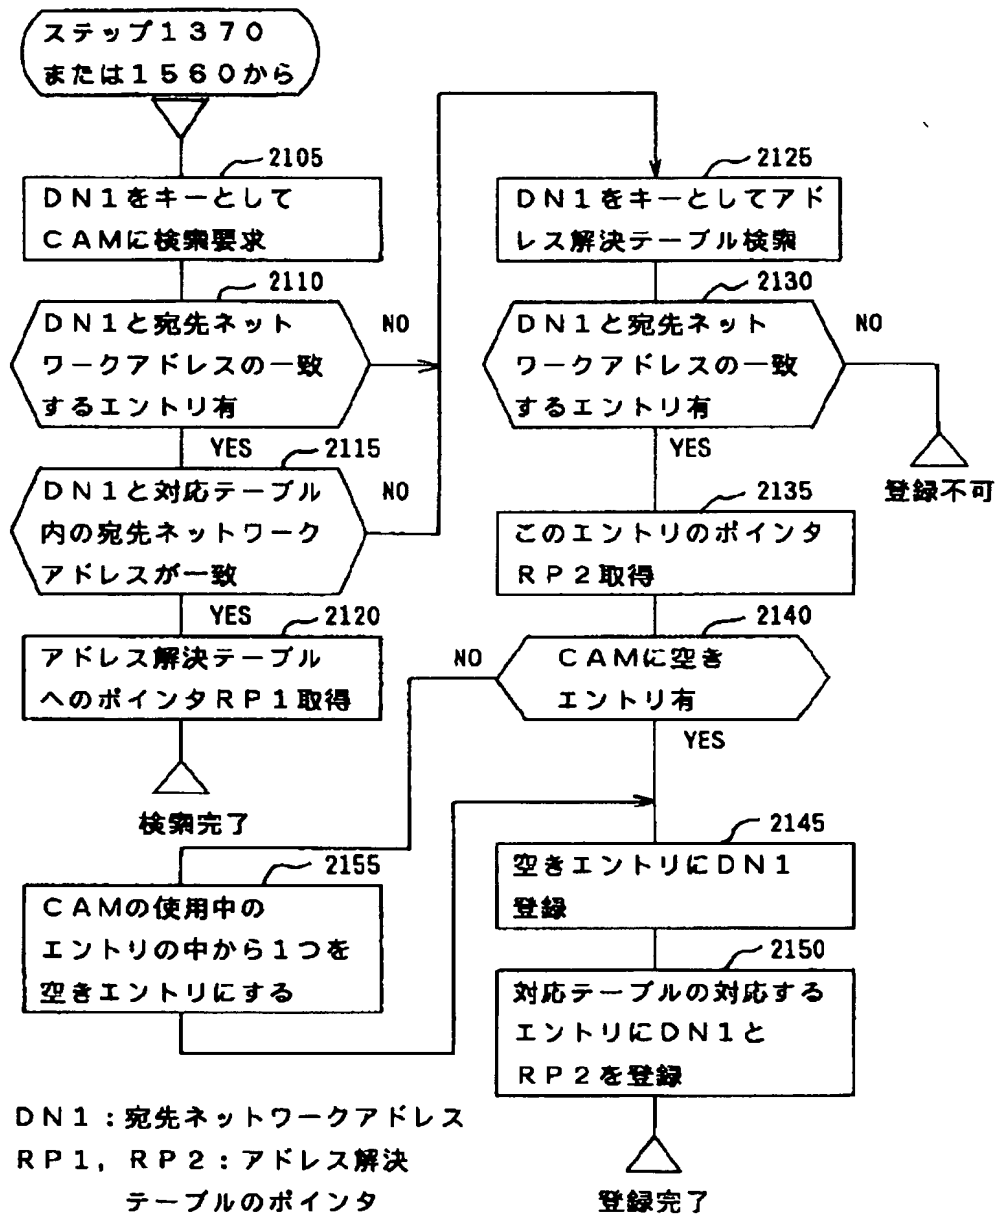 ステップ1370
または1560から
2105
DN1をキーとして
CAMに検索要求
2110
DN1と宛先ネット
ワークアドレスの一致
するエントリ有
NO
YES
2115
DN1と対応テーブル
内の宛先ネットワーク
アドレスが一致
NO
YES
2120
アドレス解決テーブル
へのポインタRP1取得
検索完了
2125
DN1をキーとしてアド
レス解決テーブル検索
2130
DN1と宛先ネット
ワークアドレスの一致
するエントリ有
NO
登録不可
YES
2135
このエントリのポインタ
RP2取得
2140
CAMに空き
エントリ有
NO
YES
2155
CAMの使用中の
エントリの中から1つを
空きエントリにする
2145
空きエントリにDN1
登録
2150
対応テーブルの対応する
エントリにDN1と
RP2を登録
登録完了
DN1:宛先ネットワークアドレス
RP1,RP2:アドレス解決
テーブルのポインタ